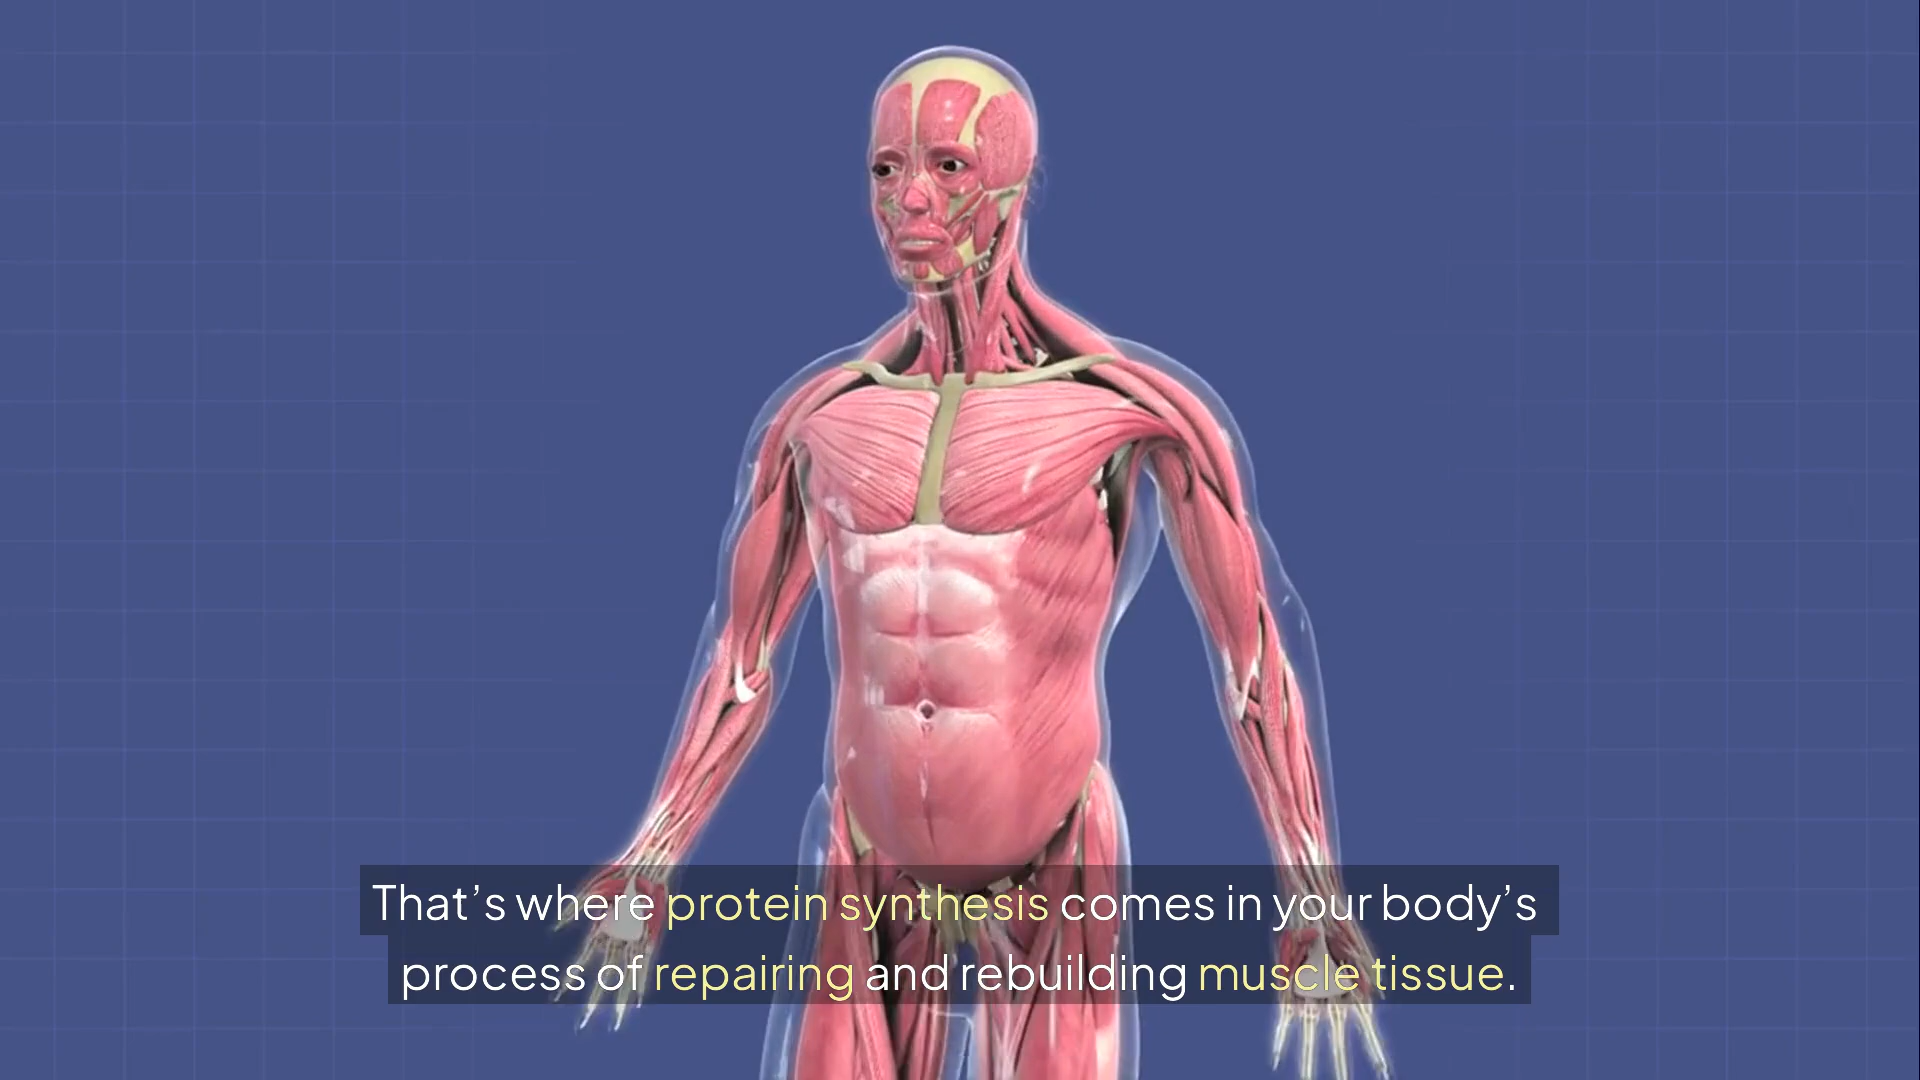 That’s where protein synthesis comes in your body’s
process of repairing and rebuilding muscle tissue.